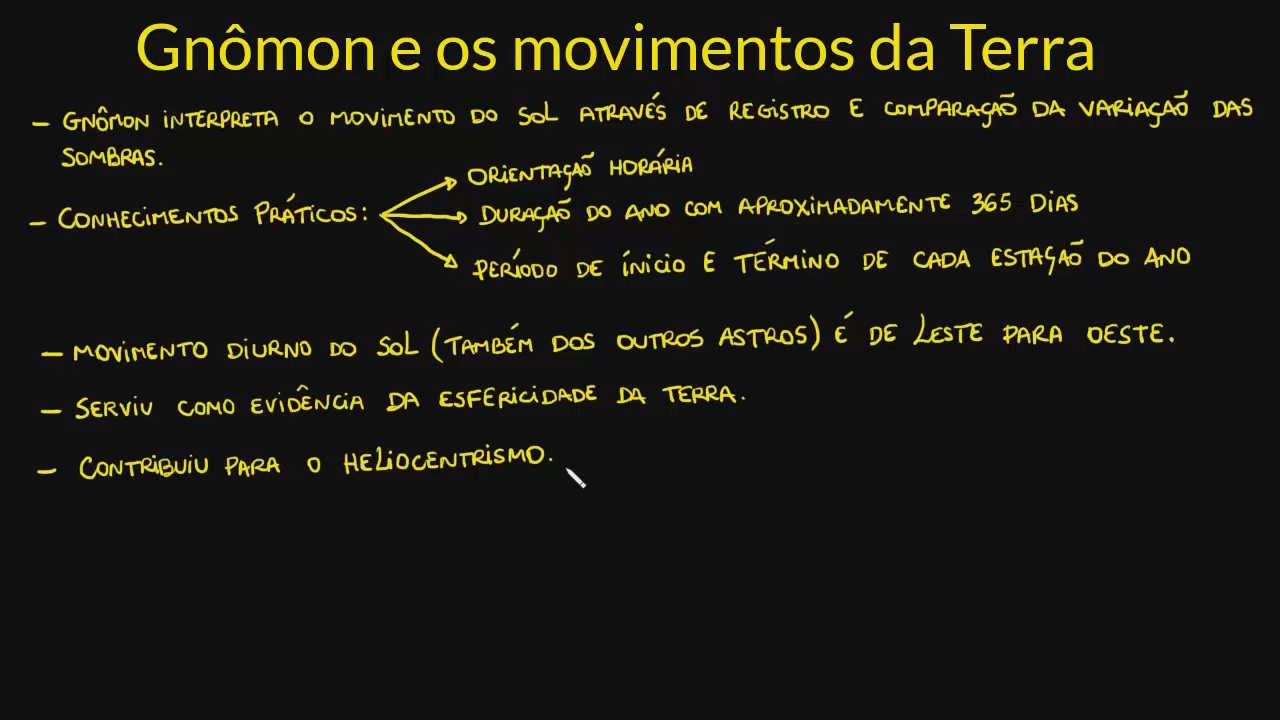 Gnômon e os movimentos da Terra
- GNÔMON INTERPRETA O MOVIMENTO DO SOL ATRAVÉS DE REGISTRO E COMPARAÇÃO DA VARIAÇÃO DAS
SOMBRAS.
- CONHECIMENTOS PRÁTICOS:
ORIENTAÇÃO HORÁRIA
DURAÇÃO DO ANO COM APROXIMADAMENTE 365 DIAS
PERÍODO DE ÍNICIO E TÉRMINO DE CADA ESTAÇÃO DO ANO
- MOVIMENTO DIURNO DO SOL (TAMBÉM DOS OUTROS ASTROS) É DE LESTE PARA OESTE.
- SERVIU COMO EVIDÊNCIA DA ESFERICIDADE DA TERRA.
- CONTRIBUIU PARA O HELIOCENTRISMO.